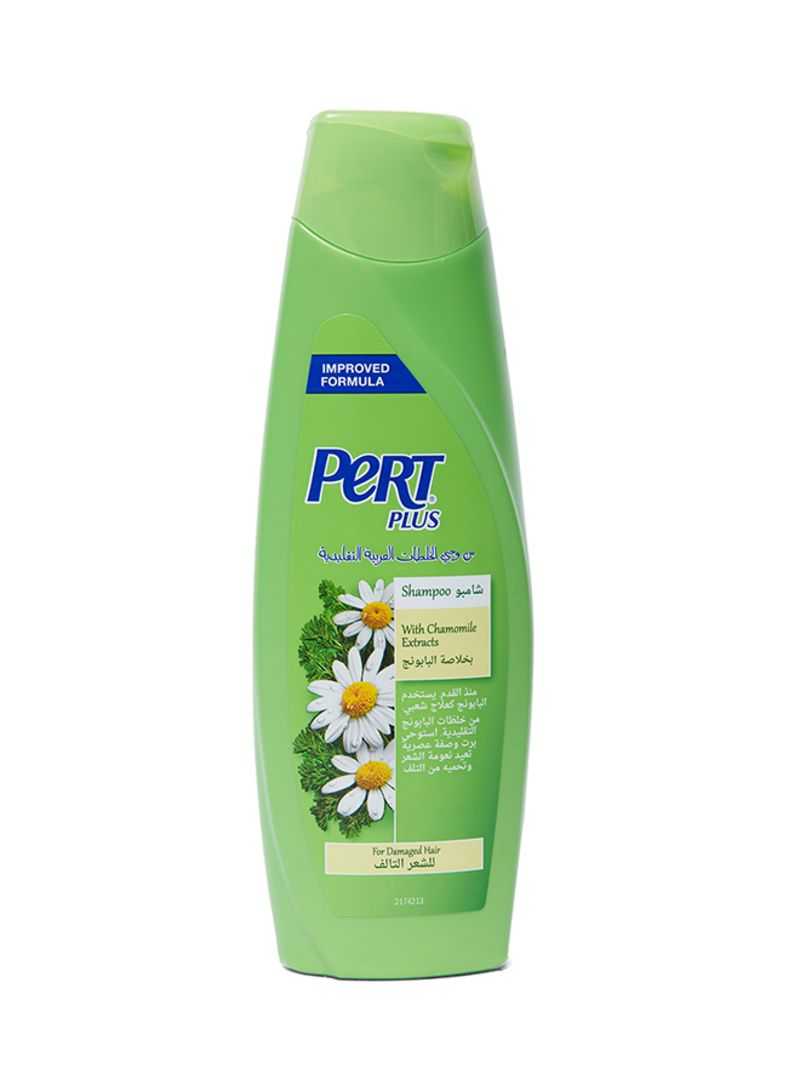 IMPROVED
FORMULA
PERT®
PLUS
من وحي الخلطات العربية التقليدية
Shampoo شامبو
With Chamomile
Extracts
بخلاصة البابونج
منذ القدم يستخدم
البابونج كعلاج شعبي.
من خلطات البابونج
التقليدية، استوحي
برت وصفة عصرية
تعيد نعومة الشعر
وتحميه من التلف.
For Damaged Hair
للشعر التالف
2174213